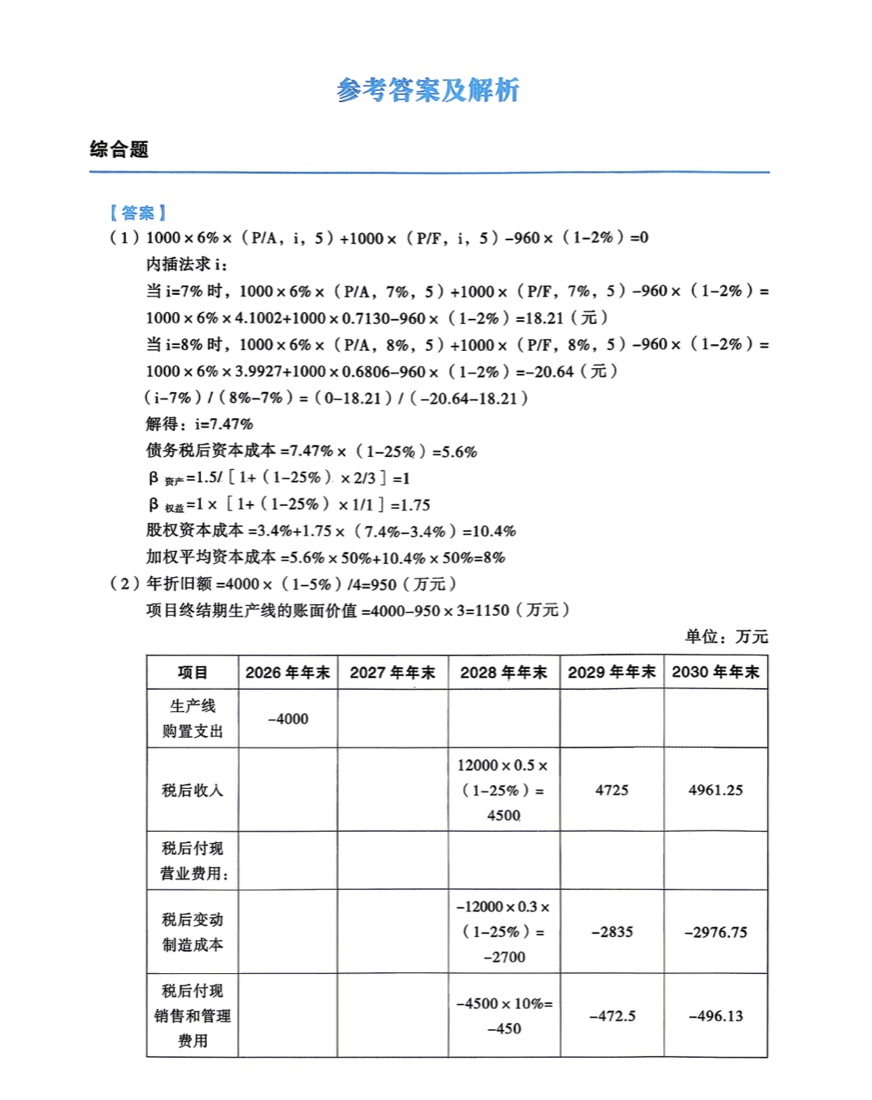 参考答案及解析
综合题
【答案】
（1）1000×6%×（P/A，i，5）+1000×（P/F，i，5）-960×（1-2%）=0
内插法求i：
当i=7%时，1000×6%×（P/A，7%，5）+1000×（P/F，7%，5）-960×（1-2%）=
1000×6%×4.1002+1000×0.7130-960×（1-2%）=18.21（元）
当i=8%时，1000×6%×（P/A，8%，5）+1000×（P/F，8%，5）-960×（1-2%）=
1000×6%×3.9927+1000×0.6806-960×（1-2%）=-20.64（元）
（i-7%）/（8%-7%）=（0-18.21）/（-20.64-18.21）
解得：i=7.47%
债务税后资本成本=7.47%×（1-25%）=5.6%
β资产=1.5/［1+（1-25%）×2/3］=1
β权益=1×［1+（1-25%）×1/1］=1.75
股权资本成本=3.4%+1.75×（7.4%-3.4%）=10.4%
加权平均资本成本=5.6%×50%+10.4%×50%=8%
（2）年折旧额=4000×（1-5%）/4=950（万元）
项目终结期生产线的账面价值=4000-950×3=1150（万元）
单位：万元
项目 2026年年末 2027年年末 2028年年末 2029年年末 2030年年末
生产线
购置支出
-4000
税后收入
12000×0.5×
（1-25%）=
4500
4725
4961.25
税后付现
营业费用：
税后变动
制造成本
-12000×0.3×
（1-25%）=
-2700
-2835
-2976.75
税后付现
销售和管理
费用
-4500×10%=
-450
-472.5
-496.13